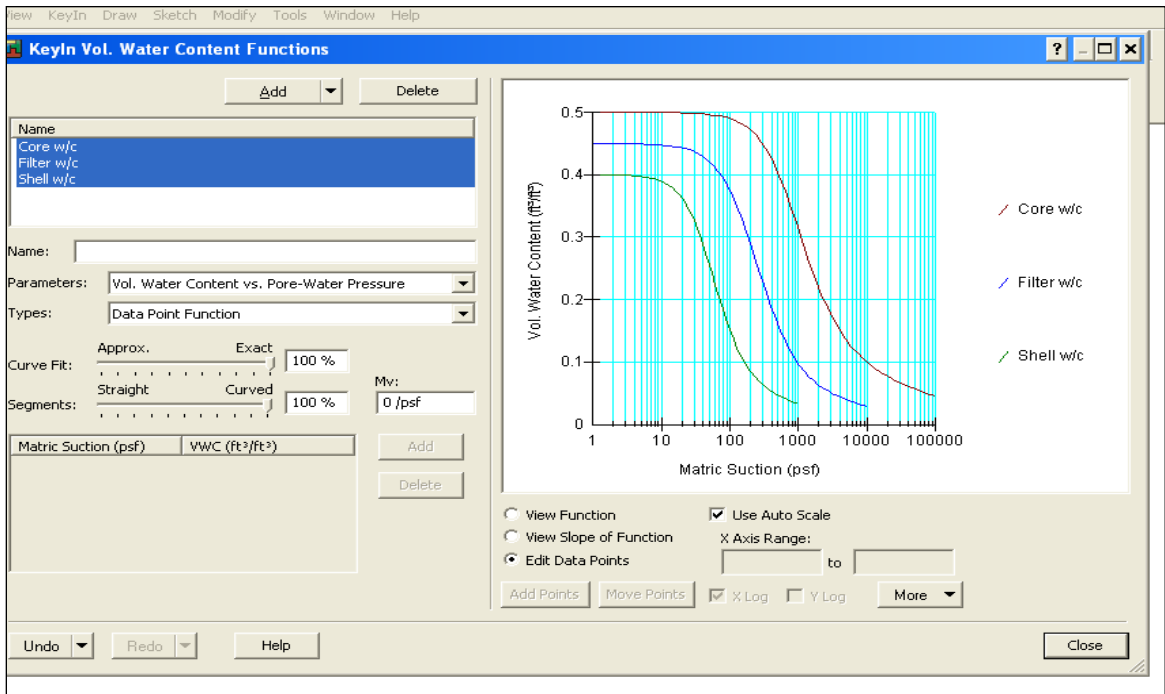 View KeyIn Draw Sketch Modify Tools Window Help
KeyIn Vol. Water Content Functions
Add Delete
Name
Core w/c
Filter w/c
Shell w/c
Name:
Parameters: Vol. Water Content vs. Pore-Water Pressure
Types: Data Point Function
Approx. Exact
Curve Fit: 100 %
Straight Curved
Segments: 100 %
Mv:
0 /psf
Matric Suction (psf) VWC (ft³/ft³)
Add
Delete
Vol. Water Content (ft³/ft³)
0.5
0.4
0.3
0.2
0.1
0
1 10 100 1000 10000 100000
Matric Suction (psf)
Core w/c
Filter w/c
Shell w/c
View Function
View Slope of Function
Edit Data Points
Use Auto Scale
X Axis Range:
to
Add Points Move Points X Log Y Log More
Undo Redo Help Close